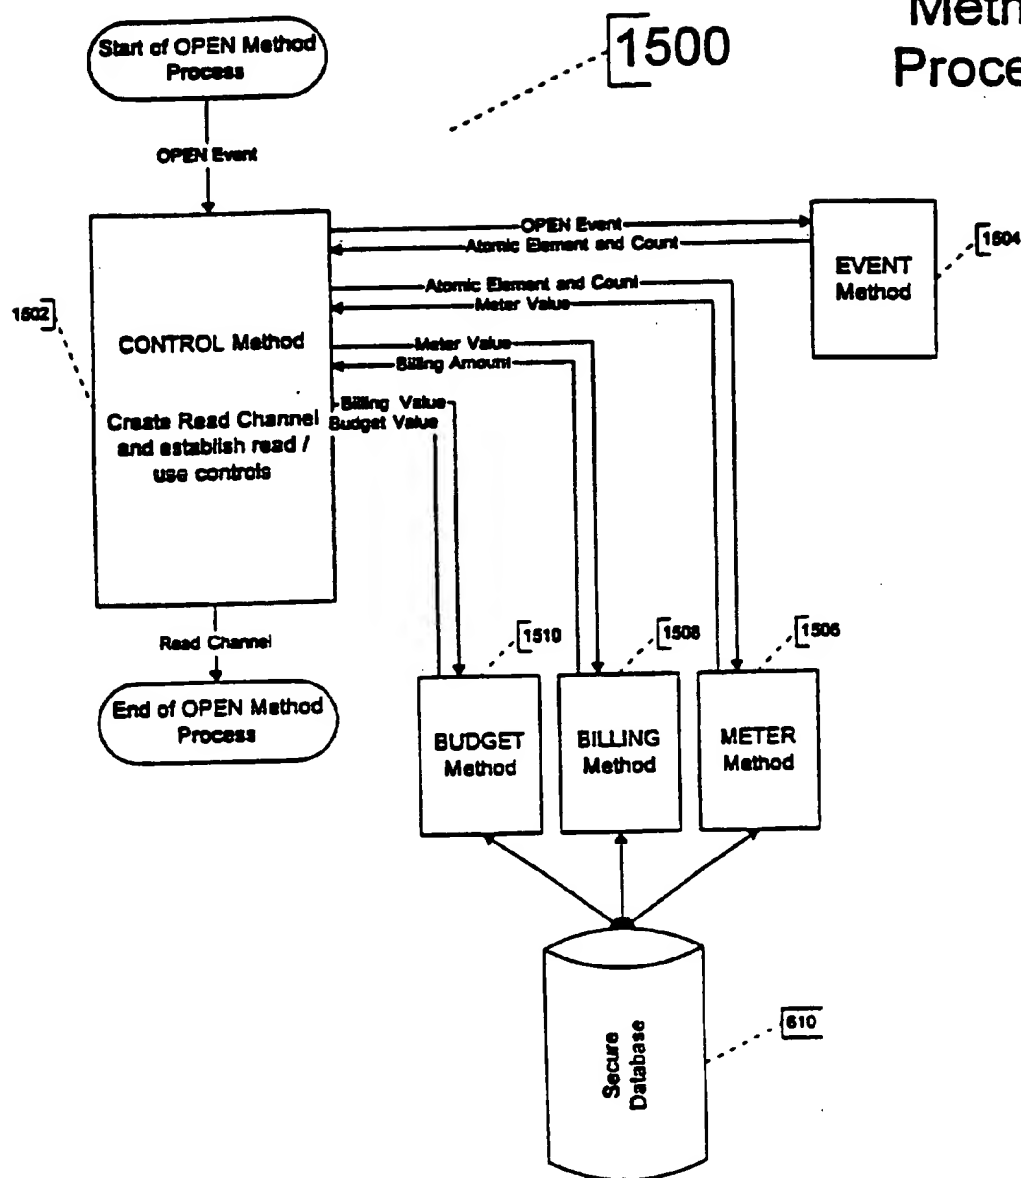 Start of OPEN Method
Process
1500
OPEN Event
OPEN Event
Atomic Element and Count
EVENT
Method
1504
Atomic Element and Count
Meter Value
1502
CONTROL Method
Create Read Channel
and establish read /
use controls
Meter Value
Billing Amount
Billing Value
Budget Value
Read Channel
End of OPEN Method
Process
1510
1508
1506
BUDGET
Method
BILLING
Method
METER
Method
Secure
Database
610